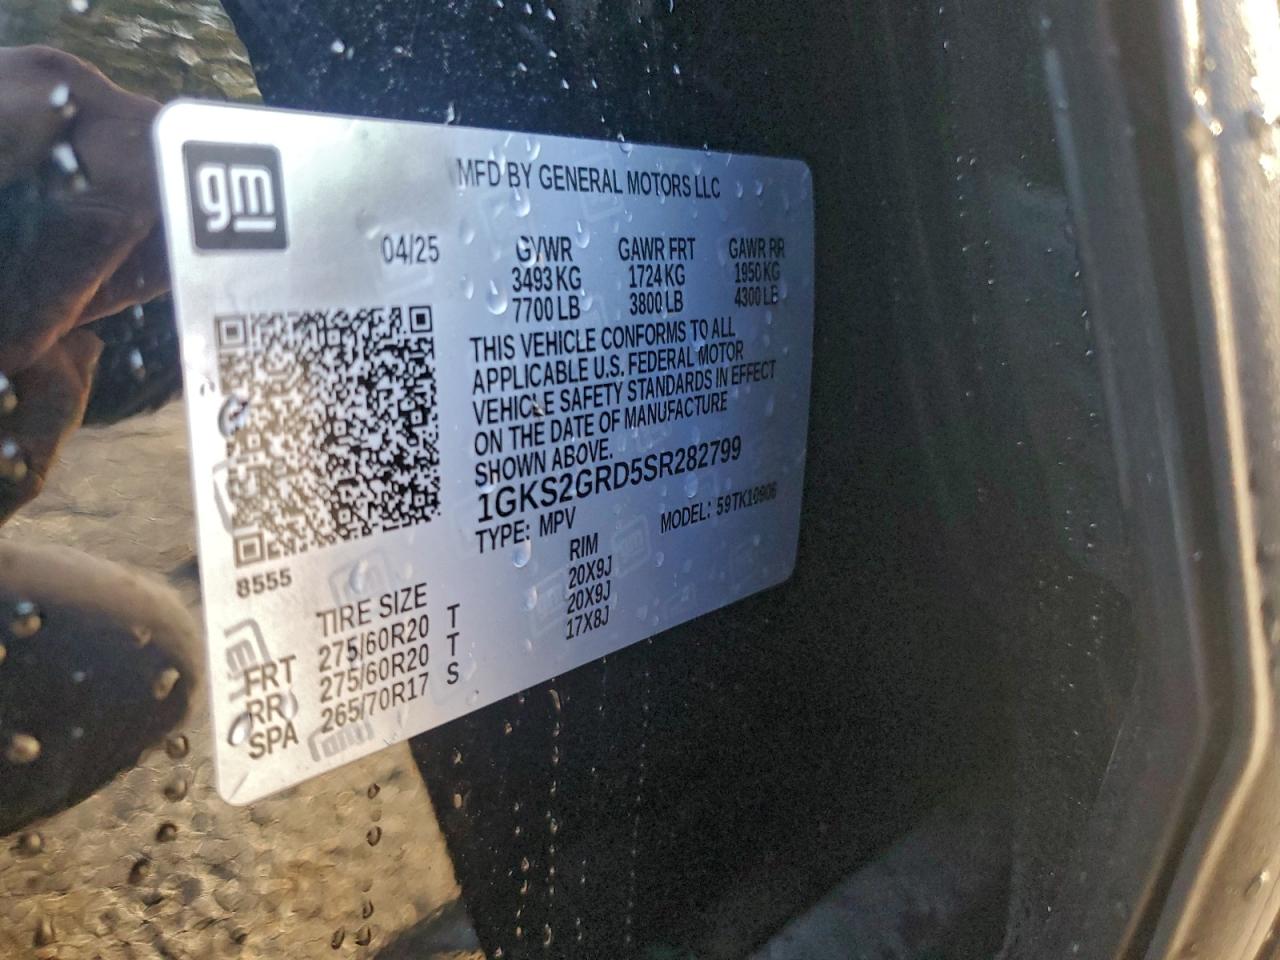 gm
MFD BY GENERAL MOTORS LLC
04/25
GVWR GAWR FRT GAWR RR
3493 KG 1724 KG 1950 KG
7700 LB 3800 LB 4300 LB
THIS VEHICLE CONFORMS TO ALL
APPLICABLE U.S. FEDERAL MOTOR
VEHICLE SAFETY STANDARDS IN EFFECT
ON THE DATE OF MANUFACTURE
SHOWN ABOVE.
1GKS2GRD5SR282799
TYPE: MPV MODEL: 59TK10906
8555
TIRE SIZE RIM
FRT 275/60R20 T 20X9J
RR 275/60R20 T 20X9J
SPA 265/70R17 S 17X8J